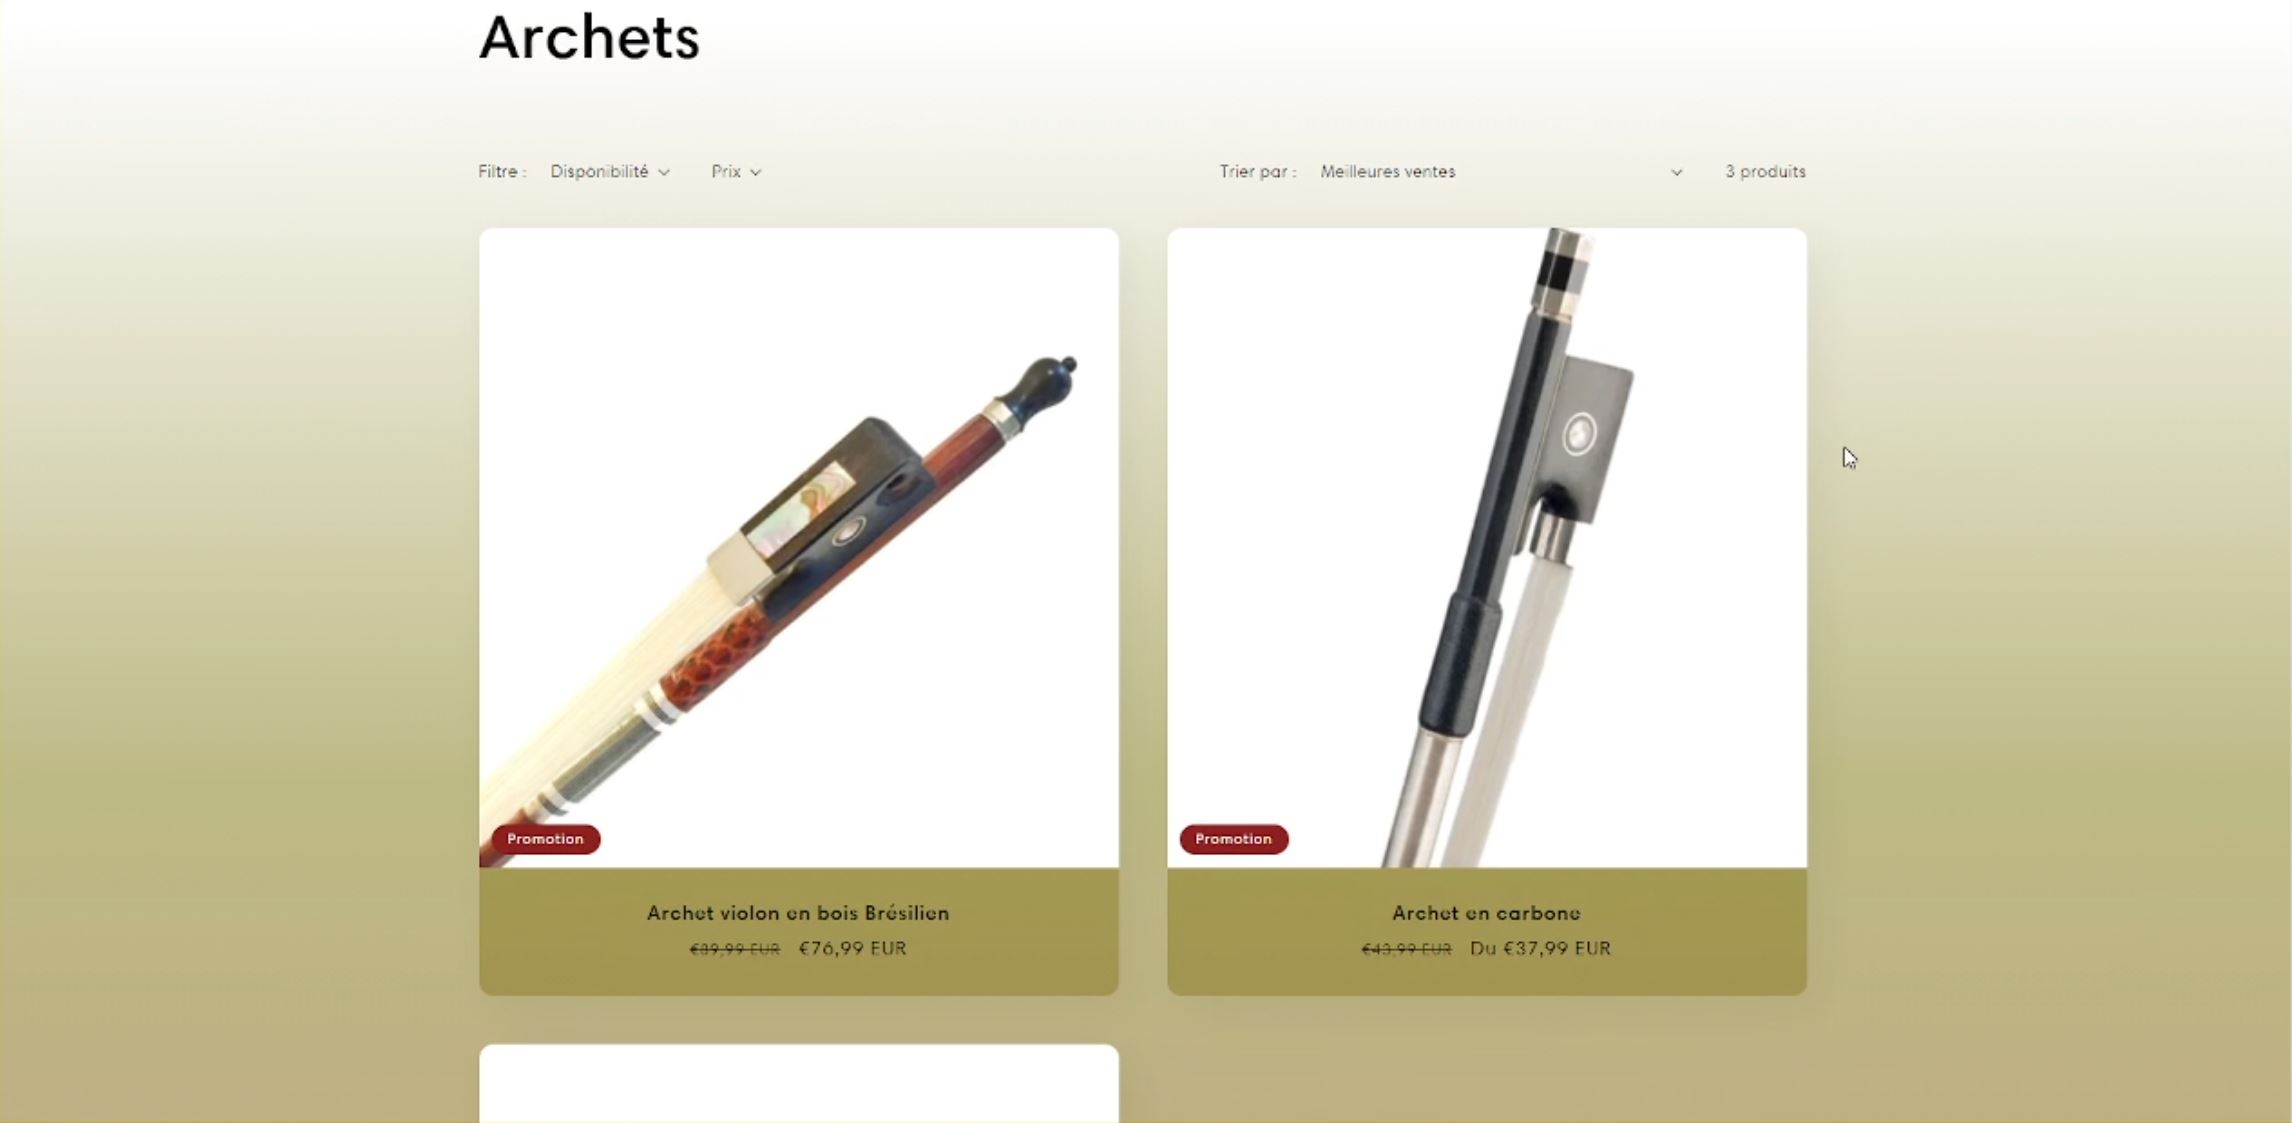 Archets
Filtre : Disponibilité Prix Trier par : Meilleures ventes 3 produits
Promotion
Promotion
Archet violon en bois Brésilien
€89,99 EUR €76,99 EUR
Archet en carbone
€43,99 EUR Du €37,99 EUR